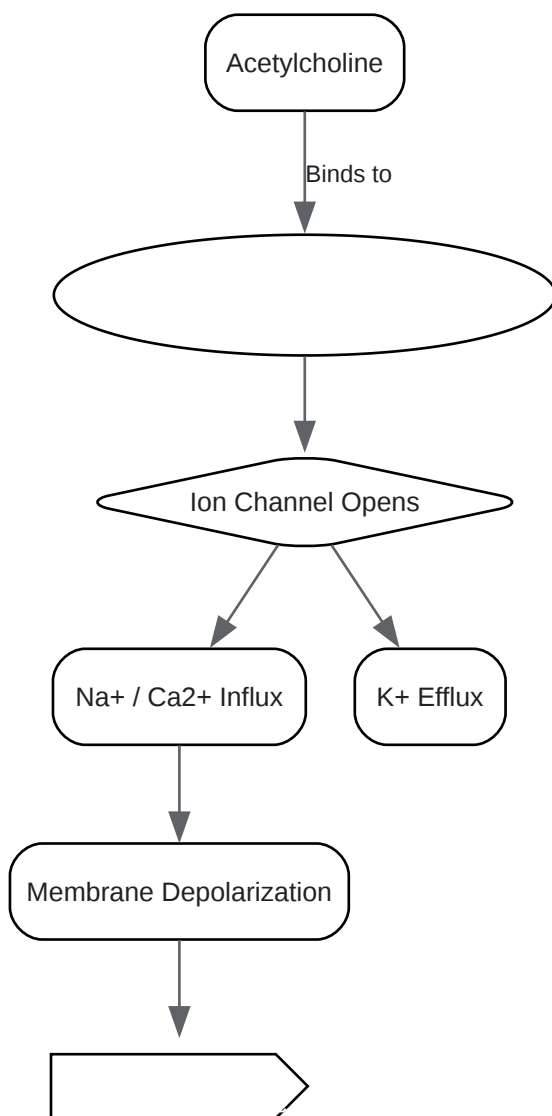 Acetylcholine
Binds to
Ion Channel Opens
Na+ / Ca2+ Influx
K+ Efflux
Membrane Depolarization